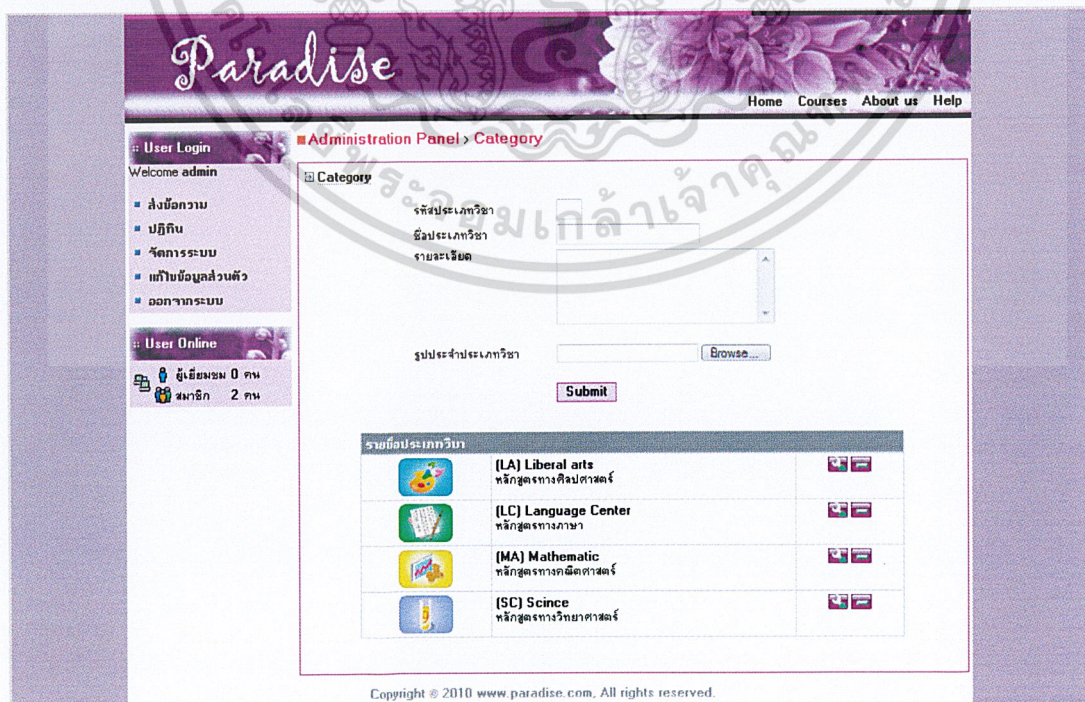 Paradise
Home Courses About us Help
:: User Login
Welcome admin
ส่งข้อความ
ปฏิทิน
จัดการระบบ
แก้ไขข้อมูลส่วนตัว
ออกจากระบบ
:: User Online
ผู้เยี่ยมชม 0 คน
สมาชิก 2 คน
Administration Panel > Category
Category
รหัสประเภทวิชา
ชื่อประเภทวิชา
รายละเอียด
รูปประจำประเภทวิชา
Browse...
Submit
รายชื่อประเภทวิชา
(LA) Liberal arts
หลักสูตรทางศิลปศาสตร์
(LC) Language Center
หลักสูตรทางภาษา
(MA) Mathematic
หลักสูตรทางคณิตศาสตร์
(SC) Scince
หลักสูตรทางวิทยาศาสตร์
Copyright © 2010 www.paradise.com, All rights reserved.